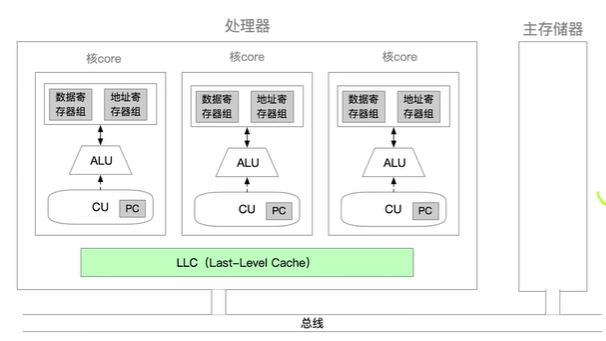 处理器
主存储器
核core
核core
核core
数据寄
存器组
地址寄
存器组
数据寄
存器组
地址寄
存器组
数据寄
存器组
地址寄
存器组
ALU
ALU
ALU
CU
PC
CU
PC
CU
PC
LLC（Last-Level Cache）
总线